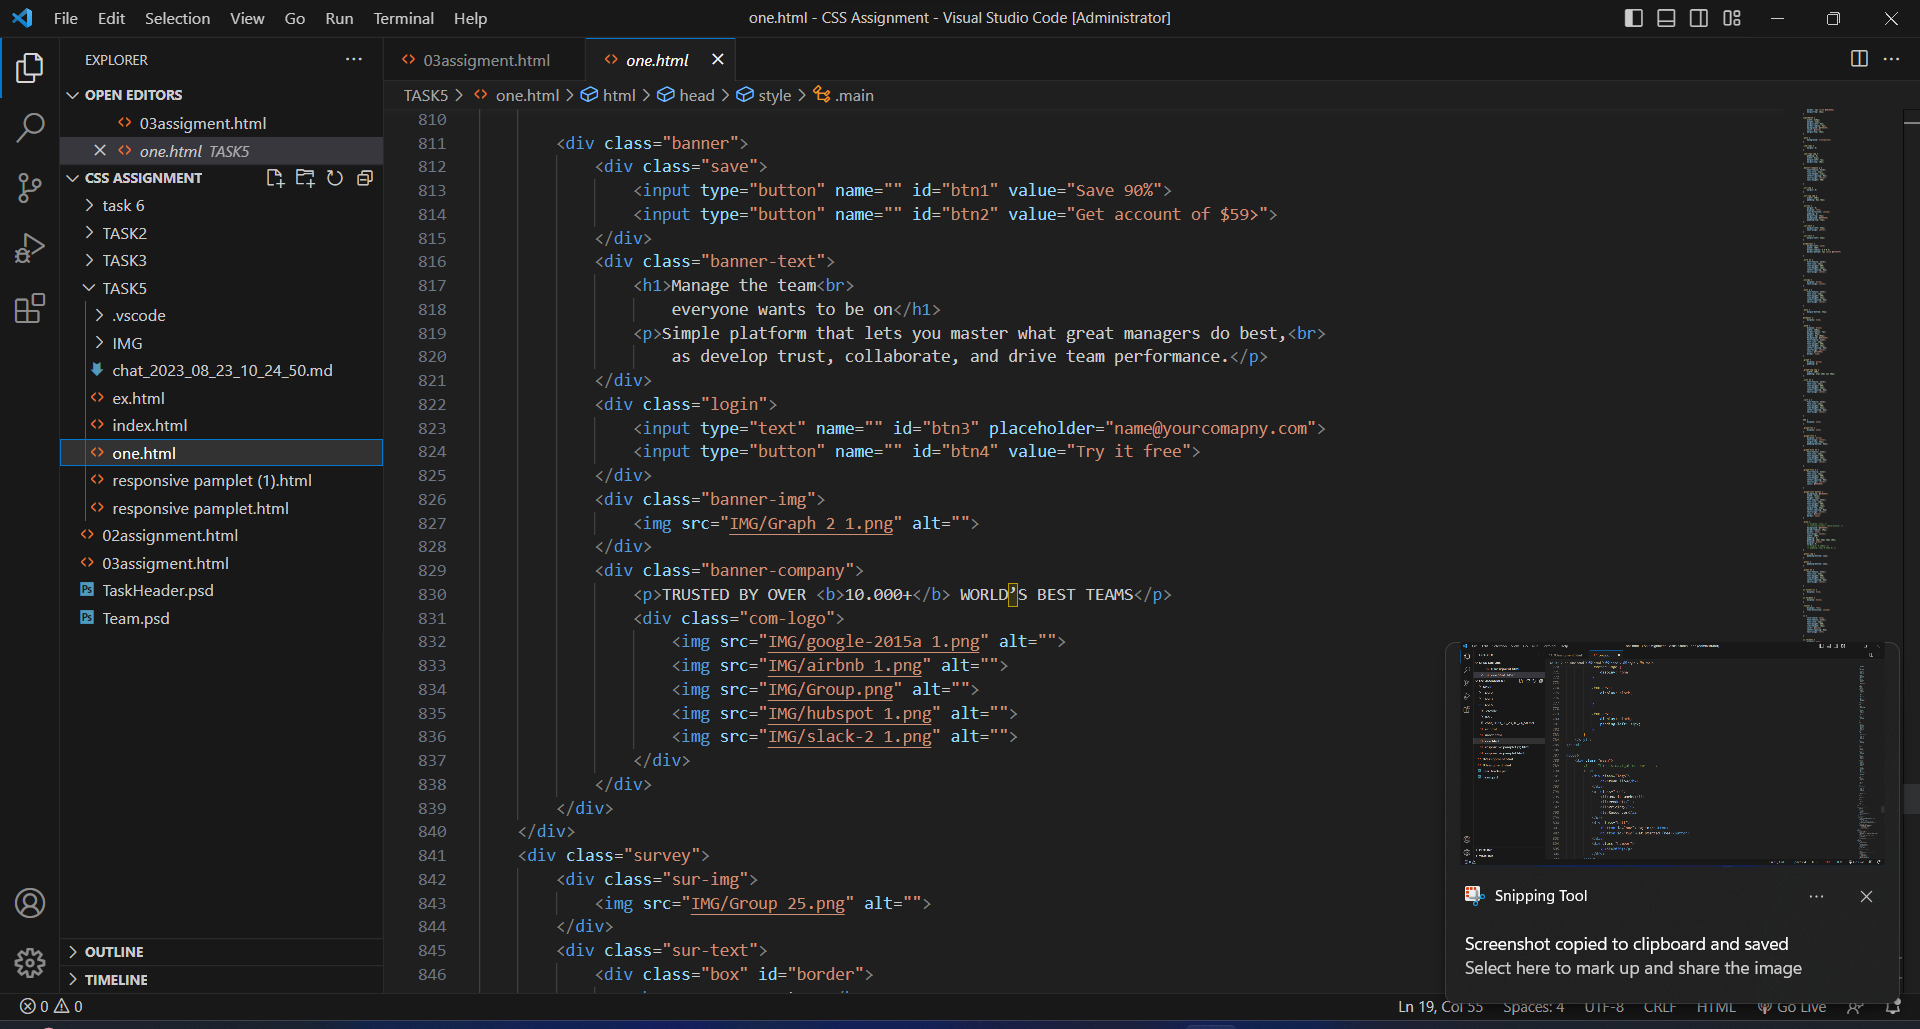 File Edit Selection View Go Run Terminal Help
one.html - CSS Assignment - Visual Studio Code [Administrator]
EXPLORER
OPEN EDITORS
03assigment.html
one.html TASK5
CSS ASSIGNMENT
task 6
TASK2
TASK3
TASK5
.vscode
IMG
chat_2023_08_23_10_24_50.md
ex.html
index.html
one.html
responsive pamplet (1).html
responsive pamplet.html
02assignment.html
03assigment.html
TaskHeader.psd
Team.psd
OUTLINE
TIMELINE
03assigment.html one.html
TASK5 > one.html > html > head > style > .main
810
811 <div class="banner">
812 <div class="save">
813 <input type="button" name="" id="btn1" value="Save 90%">
814 <input type="button" name="" id="btn2" value="Get account of $59>">
815 </div>
816 <div class="banner-text">
817 <h1>Manage the team<br>
818 everyone wants to be on</h1>
819 <p>Simple platform that lets you master what great managers do best,<br>
820 as develop trust, collaborate, and drive team performance.</p>
821 </div>
822 <div class="login">
823 <input type="text" name="" id="btn3" placeholder="name@yourcomapny.com">
824 <input type="button" name="" id="btn4" value="Try it free">
825 </div>
826 <div class="banner-img">
827 <img src="IMG/Graph 2 1.png" alt="">
828 </div>
829 <div class="banner-company">
830 <p>TRUSTED BY OVER <b>10.000+</b> WORLD’S BEST TEAMS</p>
831 <div class="com-logo">
832 <img src="IMG/google-2015a 1.png" alt="">
833 <img src="IMG/airbnb 1.png" alt="">
834 <img src="IMG/Group.png" alt="">
835 <img src="IMG/hubspot 1.png" alt="">
836 <img src="IMG/slack-2 1.png" alt="">
837 </div>
838 </div>
839 </div>
840 </div>
841 <div class="survey">
842 <div class="sur-img">
843 <img src="IMG/Group 25.png" alt="">
844 </div>
845 <div class="sur-text">
846 <div class="box" id="border">
Snipping Tool
Screenshot copied to clipboard and saved
Select here to mark up and share the image
0 0
Ln 19, Col 55 Spaces: 4 UTF-8 CRLF HTML Go Live